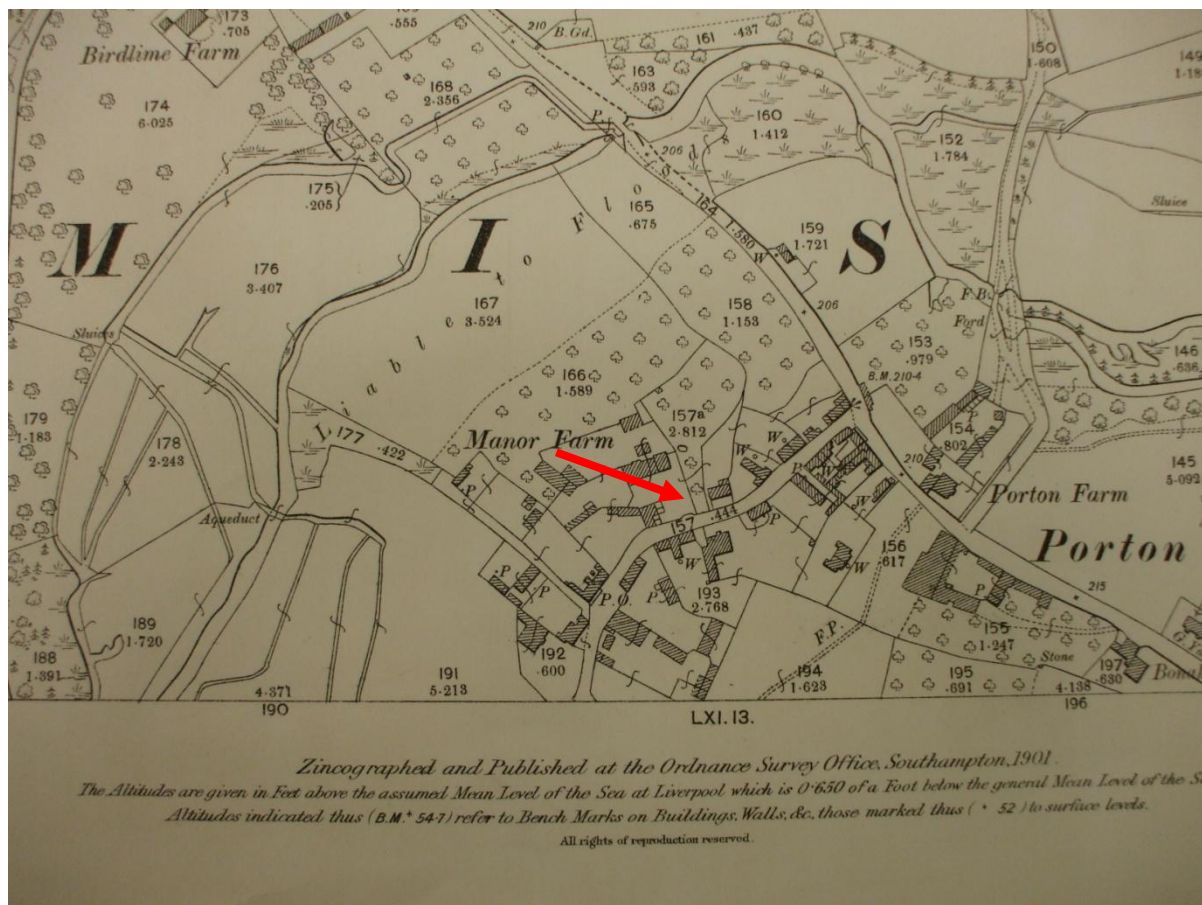 173
.705
.555
210
B.Gd.
161
.437
150
1·608
149
Birdlime Farm
163
.593
168
2·356
174
6·025
160
1·412
P.
206
152
1·784
175
.205
165
.675
164
1·580
159
1·721
W
Sluice
M I S
176
3·407
167
3·524
Liable to Floods
158
1·153
206
F.B.
Ford
Sluices
153
.979
B.M.210·4
146
.636
166
1·589
157a
2·812
179
1·183
178
2·243
177
.422
Manor Farm
W
W
P
W
154
.802
210
145
5·092
P
Porton Farm
Aqueduct
157
.444
P
W
156
.617
Porton
W
W
P
P
P.O.
P
193
2·768
215
P
189
1·720
F.P.
155
1·247
188
1·391
192
.600
Stone
197
.630
191
5·213
194
1·623
195
.691
4·371
4·138
190
196
LXI.13.
Zincographed and Published at the Ordnance Survey Office, Southampton, 1901.
The Altitudes are given in Feet above the assumed Mean Level of the Sea at Liverpool which is 0·650 of a Foot below the general Mean Level of the
Altitudes indicated thus (B.M.↑ 54·7) refer to Bench Marks on Buildings, Walls, &c, those marked thus (· 52) to surface levels.
All rights of reproduction reserved.